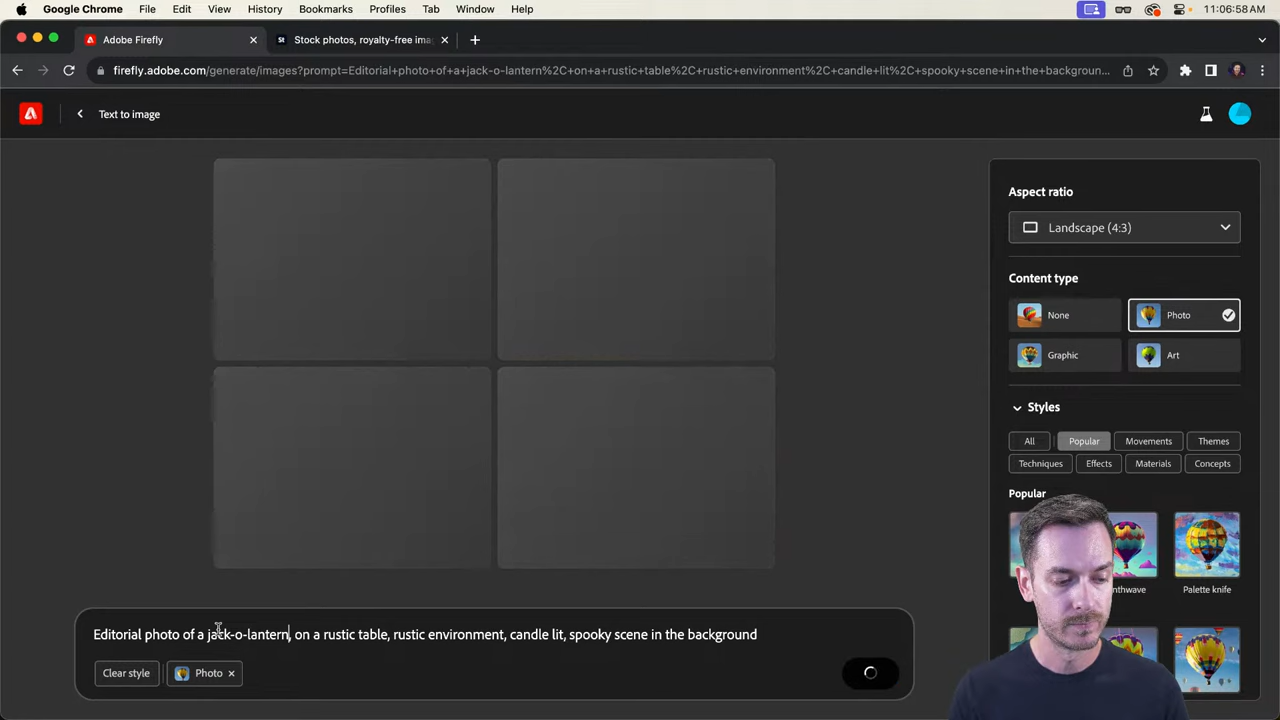 Google Chrome File Edit View History Bookmarks Profiles Tab Window Help 11:06:58 AM
Adobe Firefly St Stock photos, royalty-free ima
firefly.adobe.com/generate/images?prompt=Editorial+photo+of+a+jack-o-lantern%2C+on+a+rustic+table%2C+rustic+environment%2C+candle+lit%2C+spooky+scene+in+the+backgroun...
Text to image
Aspect ratio
Landscape (4:3)
Content type
None Photo
Graphic Art
Styles
All Popular Movements Themes
Techniques Effects Materials Concepts
Popular
nthwave Palette knife
Editorial photo of a jack-o-lantern, on a rustic table, rustic environment, candle lit, spooky scene in the background
Clear style Photo